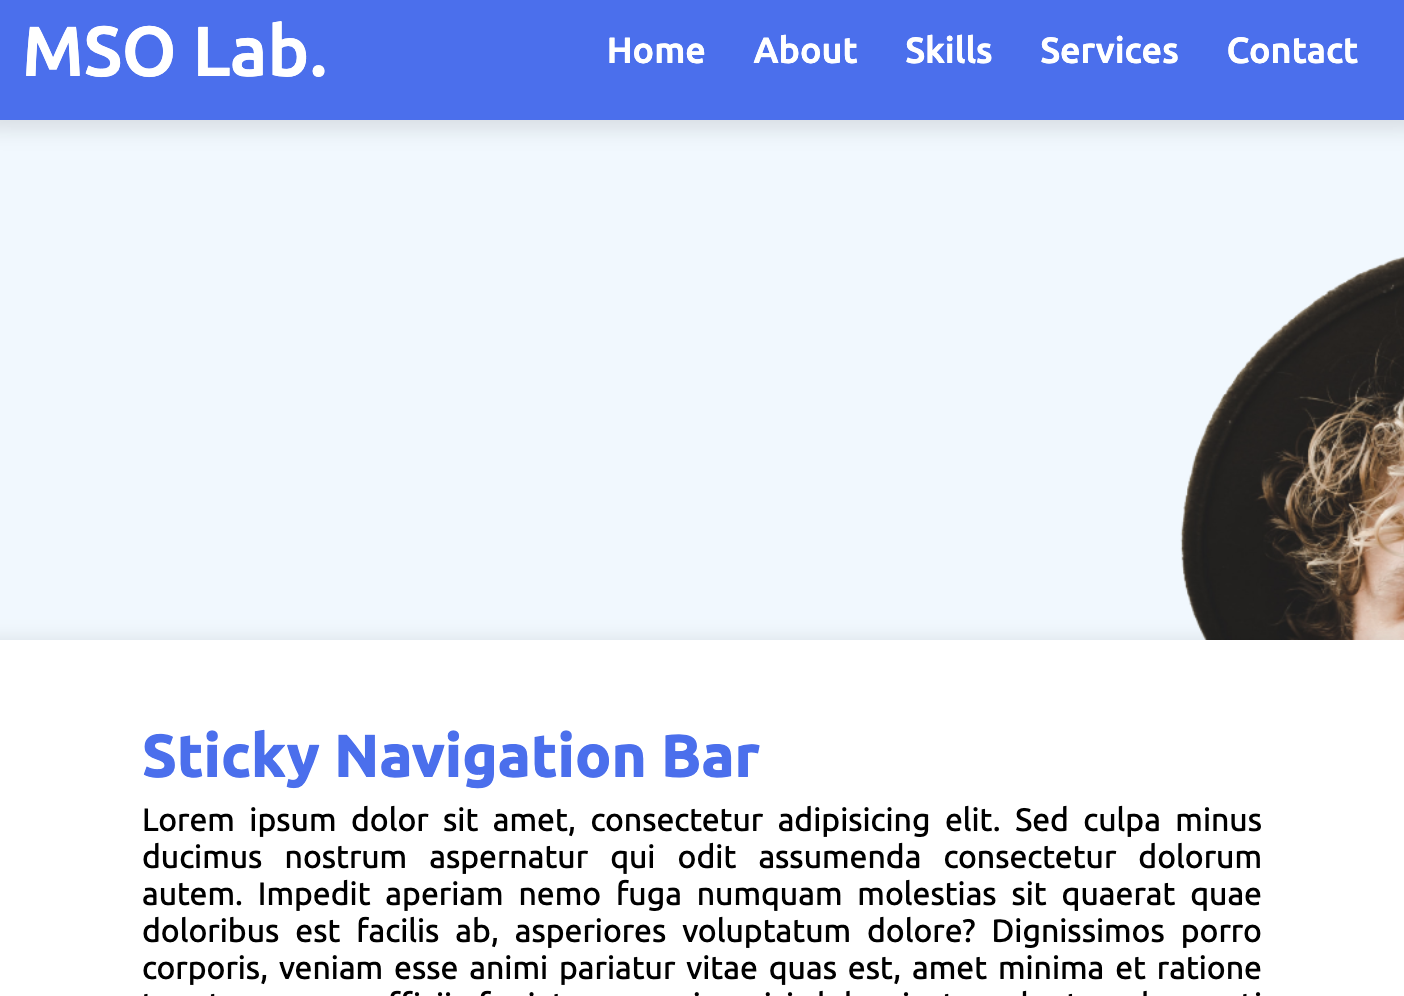 MSO Lab.
Home About Skills Services Contact
Sticky Navigation Bar
Lorem ipsum dolor sit amet, consectetur adipisicing elit. Sed culpa minus
ducimus nostrum aspernatur qui odit assumenda consectetur dolorum
autem. Impedit aperiam nemo fuga numquam molestias sit quaerat quae
doloribus est facilis ab, asperiores voluptatum dolore? Dignissimos porro
corporis, veniam esse animi pariatur vitae quas est, amet minima et ratione